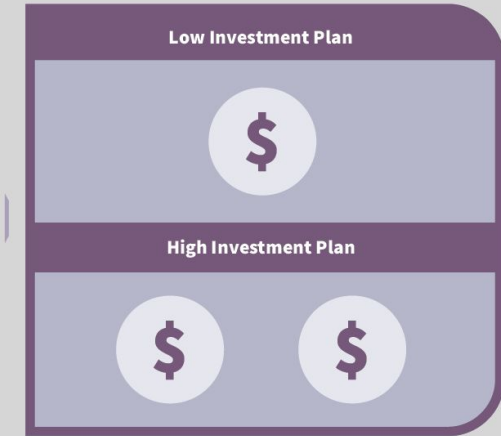 Low Investment Plan
$
High Investment Plan
$ $